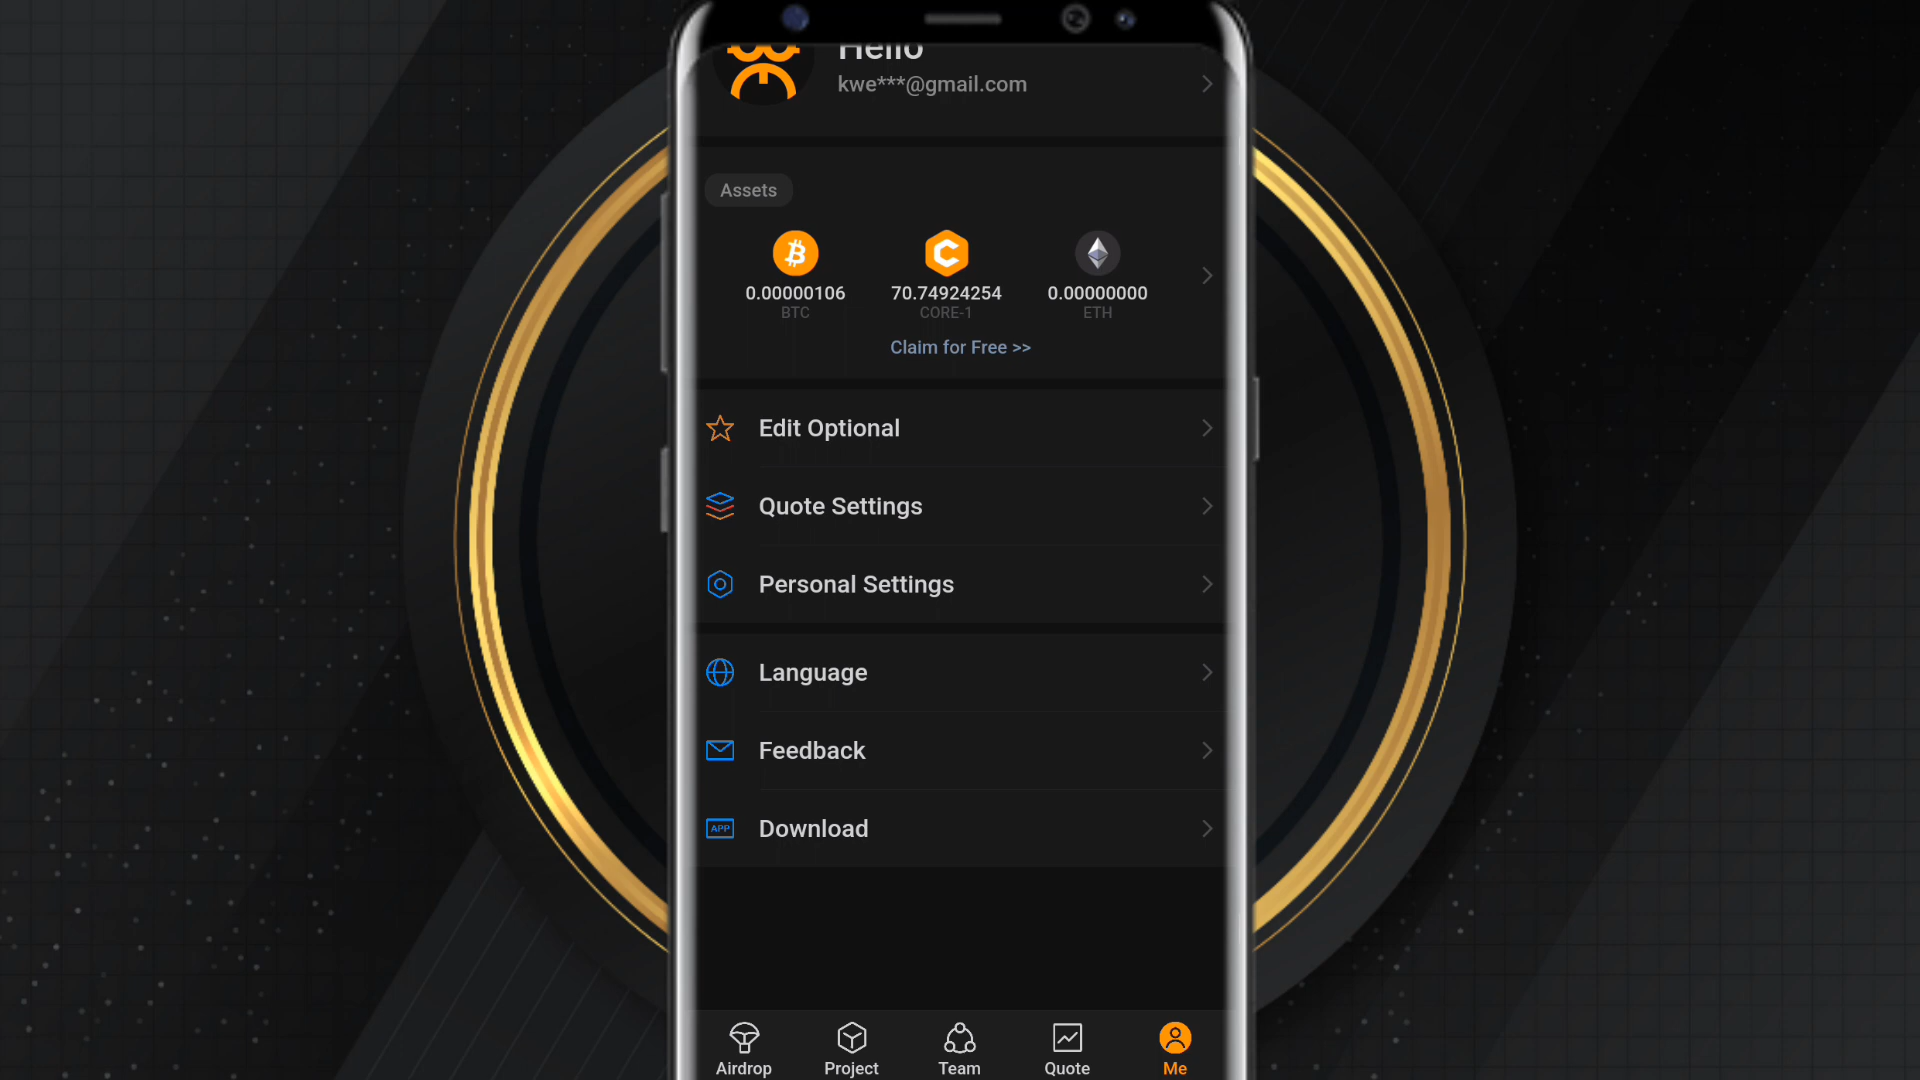 Hello
kwe***@gmail.com
Assets
0.00000106 70.74924254 0.00000000
BTC CORE-1 ETH
Claim for Free >>
Edit Optional
Quote Settings
Personal Settings
Language
Feedback
APP Download
Airdrop Project Team Quote Me